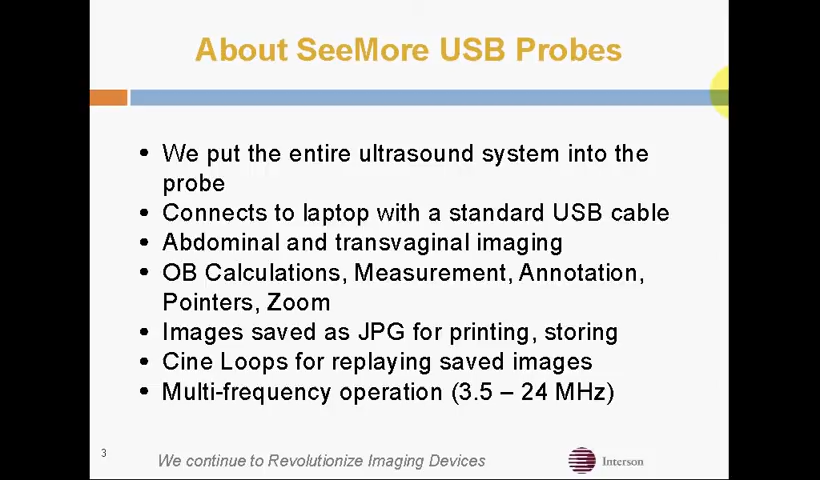 About SeeMore USB Probes
• We put the entire ultrasound system into the
probe
• Connects to laptop with a standard USB cable
• Abdominal and transvaginal imaging
• OB Calculations, Measurement, Annotation,
Pointers, Zoom
• Images saved as JPG for printing, storing
• Cine Loops for replaying saved images
• Multi-frequency operation (3.5 – 24 MHz)
3
We continue to Revolutionize Imaging Devices
Interson